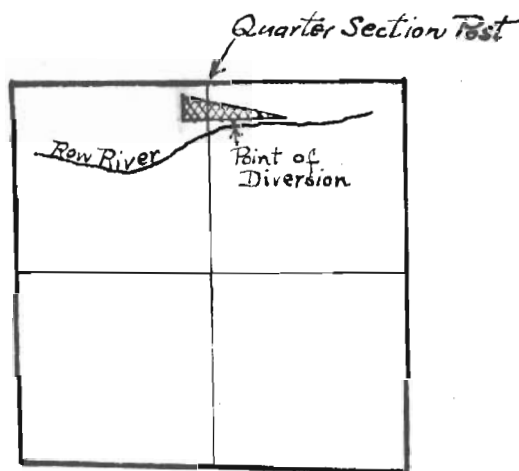 Quarter Section Post
Row River
Point of
Diversion